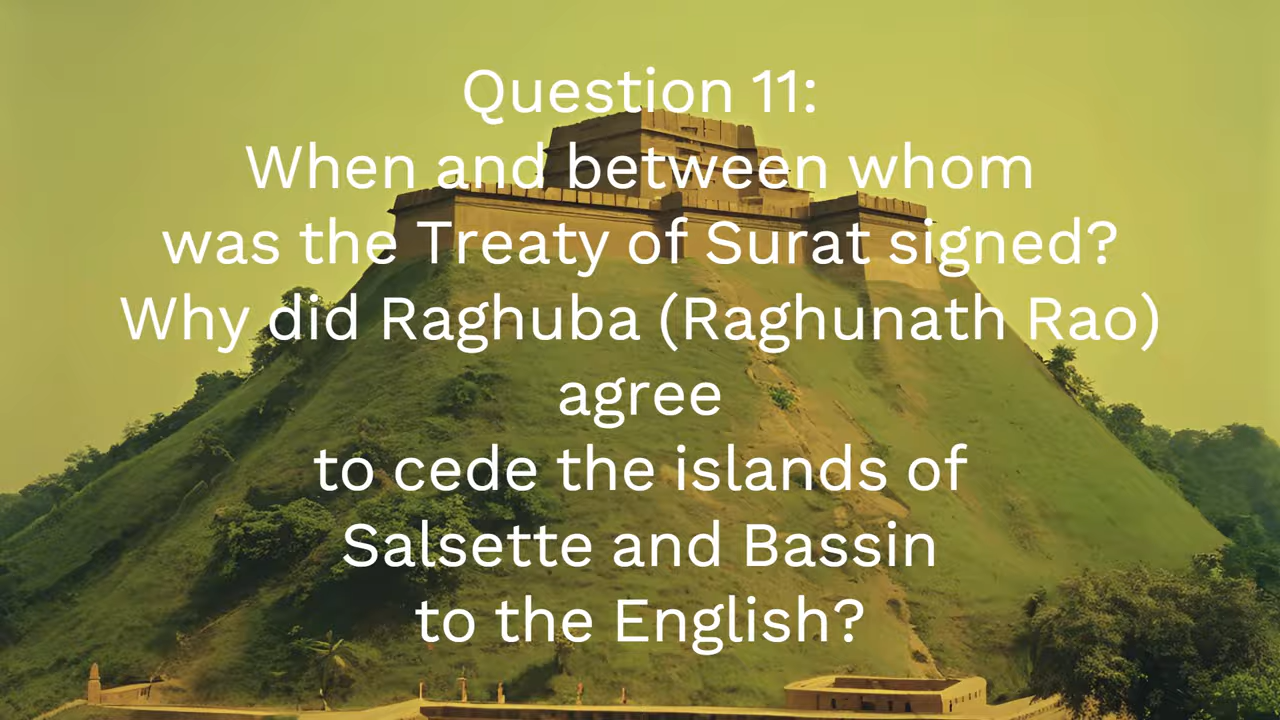 Question 11:
When and between whom
was the Treaty of Surat signed?
Why did Raghuba (Raghunath Rao)
agree
to cede the islands of
Salsette and Bassin
to the English?